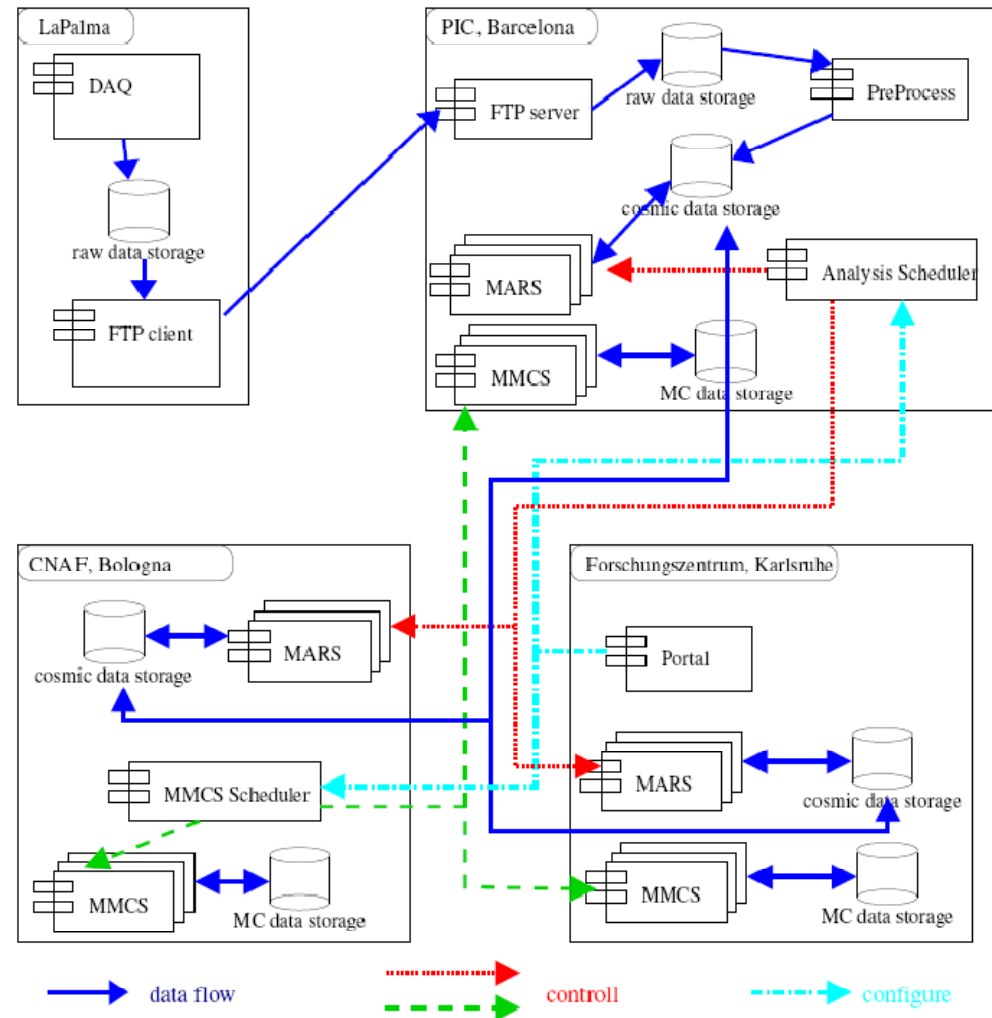 LaPalma
DAQ
raw data storage
FTP client
PIC, Barcelona
FTP server
raw data storage
PreProcess
cosmic data storage
MARS
Analysis Scheduler
MMCS
MC data storage
CNAF, Bologna
cosmic data storage
MARS
MMCS Scheduler
MMCS
MC data storage
Forschungszentrum, Karlsruhe
Portal
MARS
cosmic data storage
MMCS
MC data storage
data flow
controll
configure